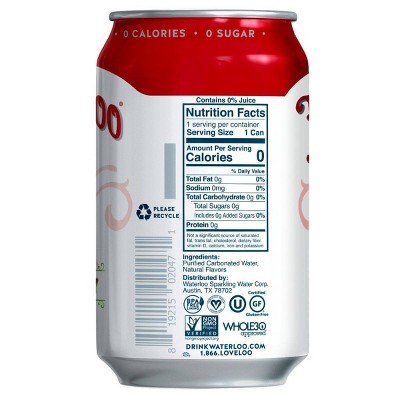 • 0 CALORIES • 0 SUGAR •
OO
Contains 0% Juice
Nutrition Facts
1 serving per container
Serving Size 1 Can
Amount Per Serving
Calories 0
% Daily Value
Total Fat 0g 0%
Sodium 0mg 0%
Total Carbohydrate 0g 0%
Total Sugars 0g
Includes 0g Added Sugars 0%
Protein 0g
Not a significant source of saturated
fat, trans fat, cholesterol, dietary fiber,
vitamin D, calcium, iron and potassium
PLEASE
RECYCLE
Ingredients:
Purified Carbonated Water,
Natural Flavors
Distributed by:
Waterloo Sparkling Water Corp.
Austin, TX 78702
8 19215 02047 1
BPA
U
GF
NON
GMO
Project
VERIFIED
nongmoproject.org
WHOLE30
approved
DRINKWATERLOO.COM
1.866.LOVELOO